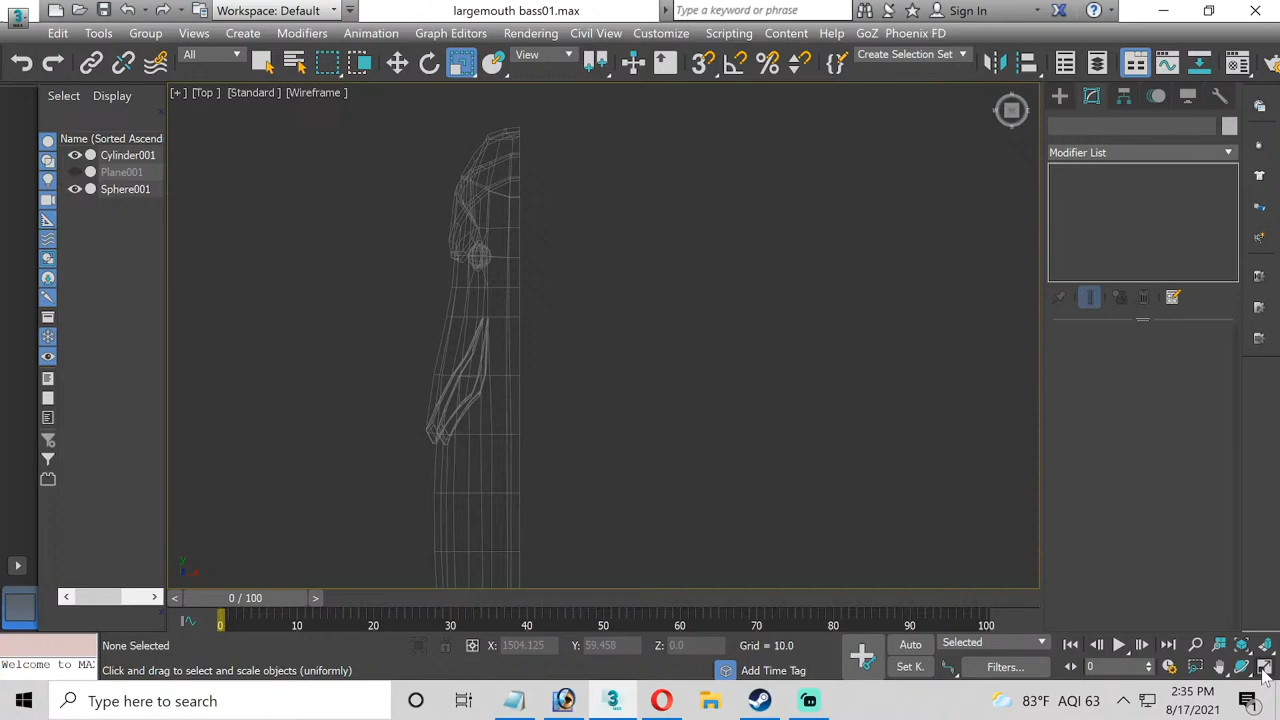 Workspace: Default
largemouth bass01.max
Type a keyword or phrase
Sign In
Edit Tools Group Views Create Modifiers Animation Graph Editors Rendering Civil View Customize Scripting Content Help GoZ Phoenix FD
All
View
Create Selection Set
Select Display
[+] [Top ] [Standard ] [Wireframe ]
Name (Sorted Ascend
Cylinder001
Plane001
Sphere001
Modifier List
0 / 100
0 10 20 30 40 50 60 70 80 90 100
None Selected
X: 1504.125 Y: 59.458 Z: 0.0 Grid = 10.0
Auto
Selected
Welcome to MA
Click and drag to select and scale objects (uniformly)
Add Time Tag
Set K.
Filters...
0
Type here to search
83°F AQI 63
2:35 PM
8/17/2021
1